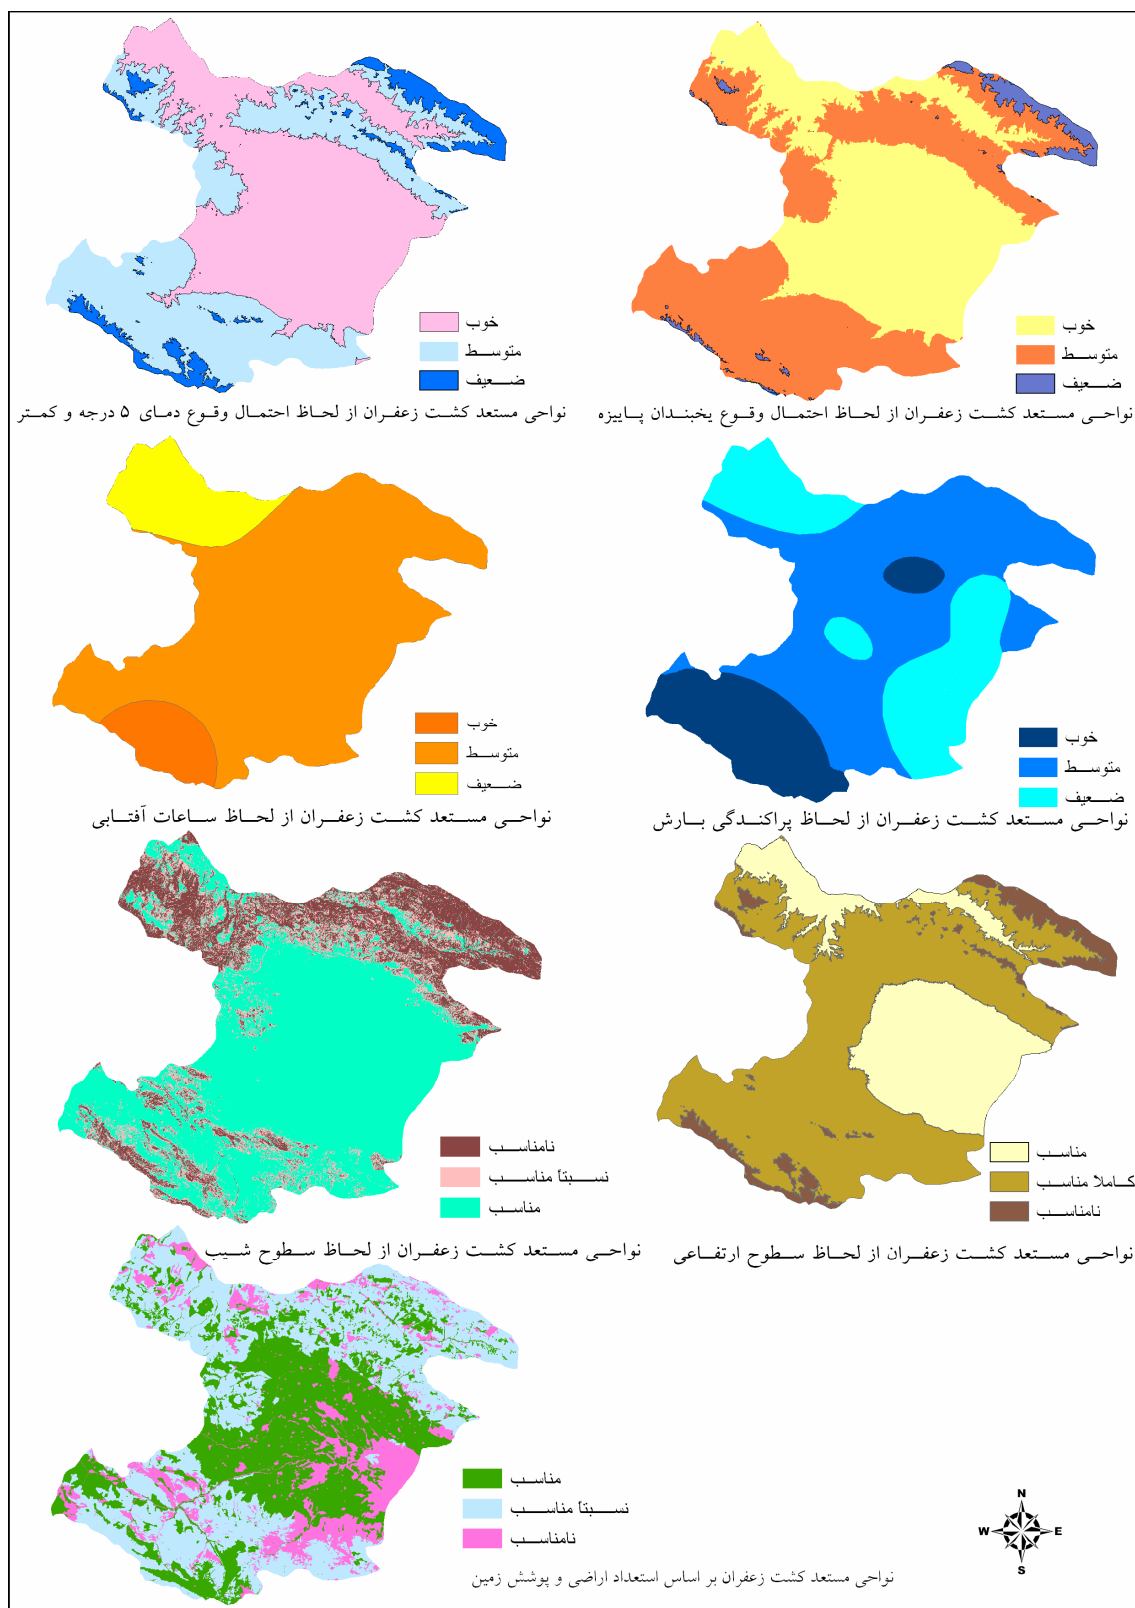 خوب
متوسط
ضعیف
نواحی مستعد کشت زعفران از لحاظ احتمال وقوع یخبندان پاییزه
خوب
متوسط
ضعیف
نواحی مستعد کشت زعفران از لحاظ احتمال وقوع دمای ۵ درجه و کمتر
خوب
متوسط
ضعیف
نواحی مستعد کشت زعفران از لحاظ پراکندگی بارش
خوب
متوسط
ضعیف
نواحی مستعد کشت زعفران از لحاظ ساعات آفتابی
مناسب
کاملاً مناسب
نامناسب
نواحی مستعد کشت زعفران از لحاظ سطوح ارتفاعی
نامناسب
نسبتاً مناسب
مناسب
نواحی مستعد کشت زعفران از لحاظ سطوح شیب
مناسب
نسبتاً مناسب
نامناسب
نواحی مستعد کشت زعفران بر اساس استعداد اراضی و پوشش زمین
N
W E
S